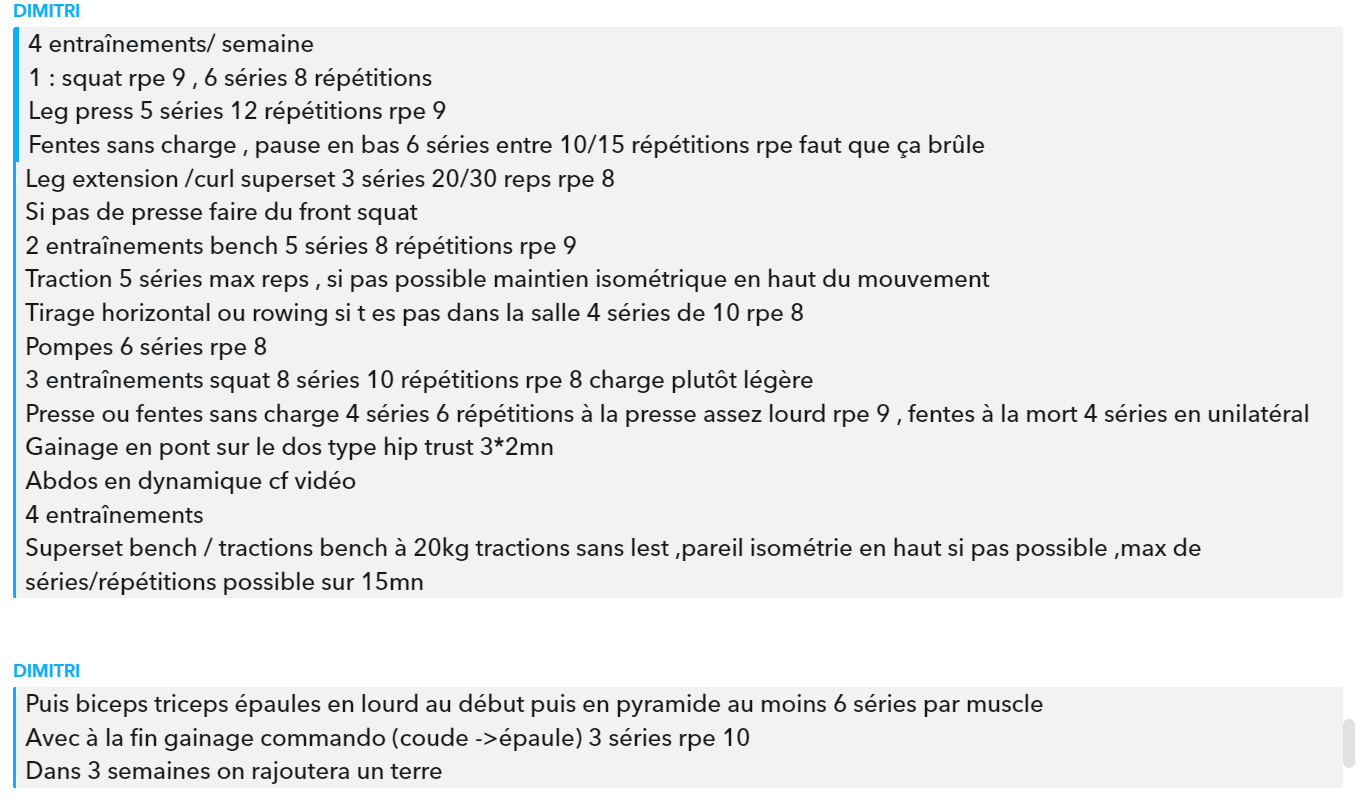 DIMITRI
4 entraînements/ semaine
1 : squat rpe 9 , 6 séries 8 répétitions
Leg press 5 séries 12 répétitions rpe 9
Fentes sans charge , pause en bas 6 séries entre 10/15 répétitions rpe faut que ça brûle
Leg extension /curl superset 3 séries 20/30 reps rpe 8
Si pas de presse faire du front squat
2 entraînements bench 5 séries 8 répétitions rpe 9
Traction 5 séries max reps , si pas possible maintien isométrique en haut du mouvement
Tirage horizontal ou rowing si t es pas dans la salle 4 séries de 10 rpe 8
Pompes 6 séries rpe 8
3 entraînements squat 8 séries 10 répétitions rpe 8 charge plutôt légère
Presse ou fentes sans charge 4 séries 6 répétitions à la presse assez lourd rpe 9 , fentes à la mort 4 séries en unilatéral
Gainage en pont sur le dos type hip trust 3*2mn
Abdos en dynamique cf vidéo
4 entraînements
Superset bench / tractions bench à 20kg tractions sans lest ,pareil isométrie en haut si pas possible ,max de
séries/répétitions possible sur 15mn
DIMITRI
Puis biceps triceps épaules en lourd au début puis en pyramide au moins 6 séries par muscle
Avec à la fin gainage commando (coude ->épaule) 3 séries rpe 10
Dans 3 semaines on rajoutera un terre